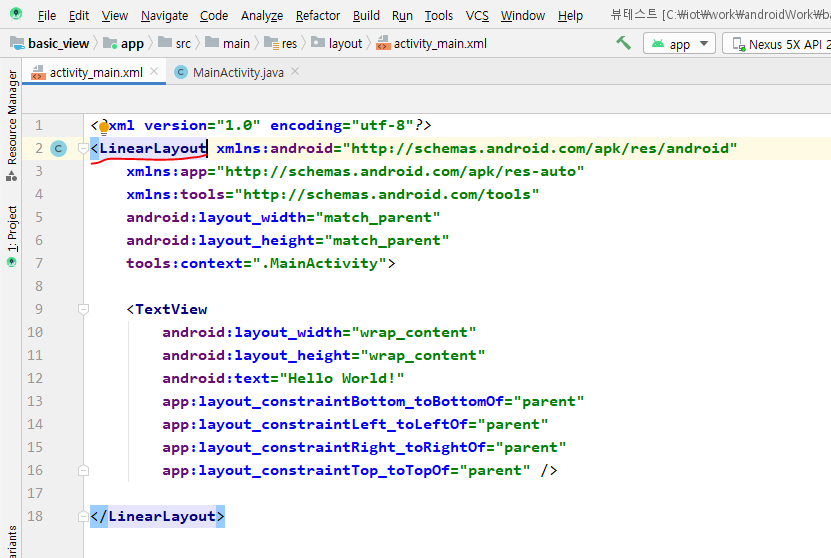 File Edit View Navigate Code Analyze Refactor Build Run Tools VCS Window Help 뷰테스트 [C:￦iot￦work￦androidWork￦ba
basic_view app src main res layout activity_main.xml app Nexus 5X API 2
activity_main.xml MainActivity.java
Resource Manager
1: Project
1 <?xml version="1.0" encoding="utf-8"?>
2 <LinearLayout xmlns:android="http://schemas.android.com/apk/res/android"
3 xmlns:app="http://schemas.android.com/apk/res-auto"
4 xmlns:tools="http://schemas.android.com/tools"
5 android:layout_width="match_parent"
6 android:layout_height="match_parent"
7 tools:context=".MainActivity">
8
9 <TextView
10 android:layout_width="wrap_content"
11 android:layout_height="wrap_content"
12 android:text="Hello World!"
13 app:layout_constraintBottom_toBottomOf="parent"
14 app:layout_constraintLeft_toLeftOf="parent"
15 app:layout_constraintRight_toRightOf="parent"
16 app:layout_constraintTop_toTopOf="parent" />
17
18 </LinearLayout>
ariants